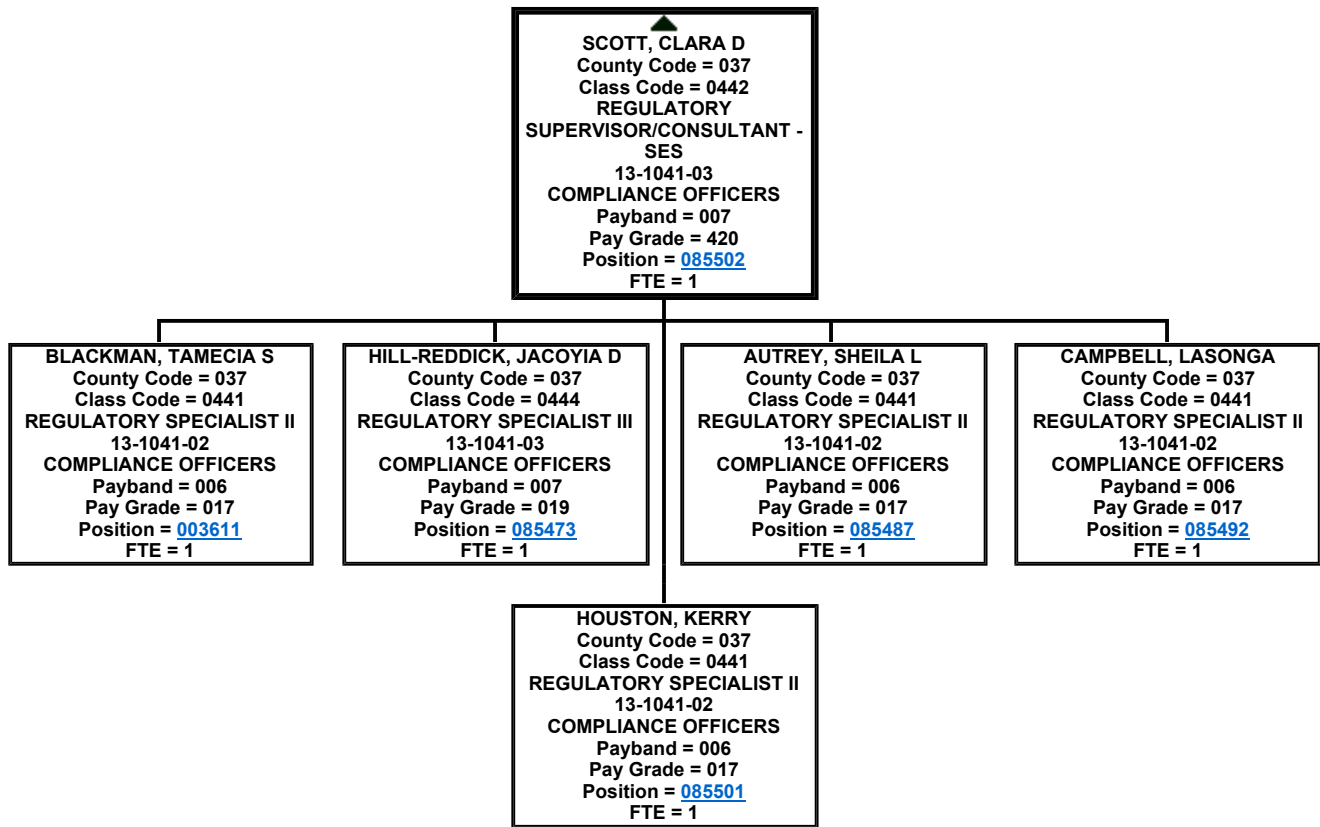 SCOTT, CLARA D
County Code = 037
Class Code = 0442
REGULATORY
SUPERVISOR/CONSULTANT -
SES
13-1041-03
COMPLIANCE OFFICERS
Payband = 007
Pay Grade = 420
Position = 085502
FTE = 1
BLACKMAN, TAMECIA S
County Code = 037
Class Code = 0441
REGULATORY SPECIALIST II
13-1041-02
COMPLIANCE OFFICERS
Payband = 006
Pay Grade = 017
Position = 003611
FTE = 1
HILL-REDDICK, JACOYIA D
County Code = 037
Class Code = 0444
REGULATORY SPECIALIST III
13-1041-03
COMPLIANCE OFFICERS
Payband = 007
Pay Grade = 019
Position = 085473
FTE = 1
AUTREY, SHEILA L
County Code = 037
Class Code = 0441
REGULATORY SPECIALIST II
13-1041-02
COMPLIANCE OFFICERS
Payband = 006
Pay Grade = 017
Position = 085487
FTE = 1
CAMPBELL, LASONGA
County Code = 037
Class Code = 0441
REGULATORY SPECIALIST II
13-1041-02
COMPLIANCE OFFICERS
Payband = 006
Pay Grade = 017
Position = 085492
FTE = 1
HOUSTON, KERRY
County Code = 037
Class Code = 0441
REGULATORY SPECIALIST II
13-1041-02
COMPLIANCE OFFICERS
Payband = 006
Pay Grade = 017
Position = 085501
FTE = 1